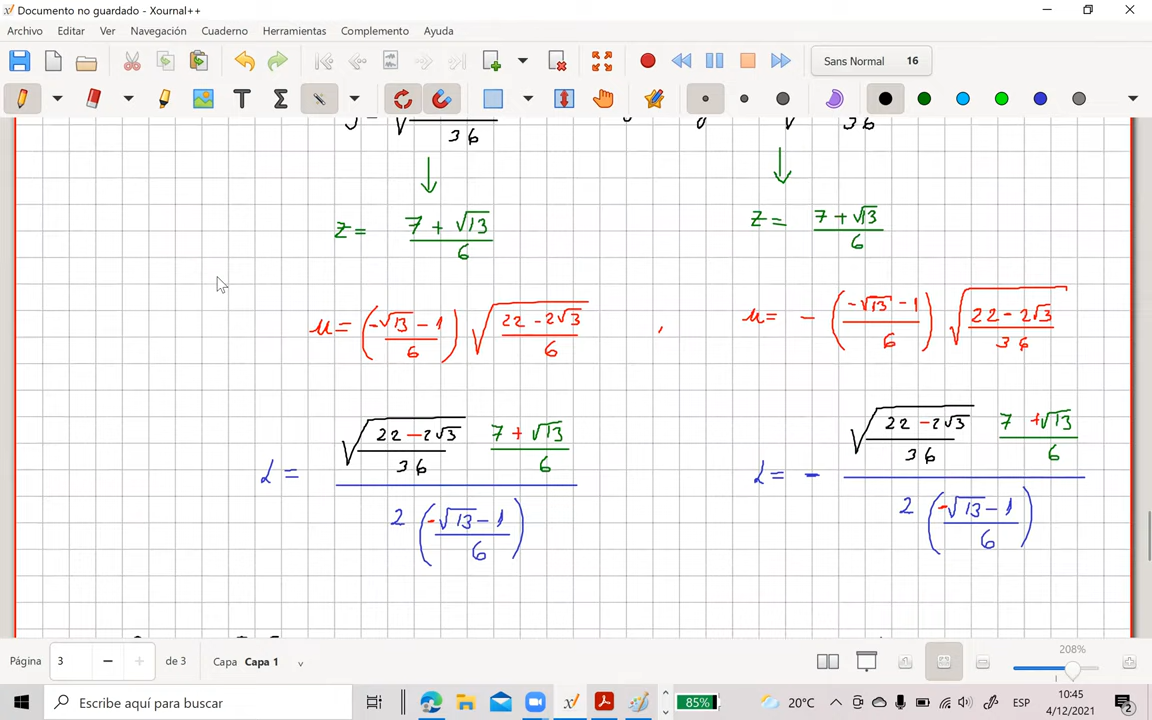 Documento no guardado - Xournal++
Archivo Editar Ver Navegación Cuaderno Herramientas Complemento Ayuda
Sans Normal 16
y = √ 36 y y √ 36
z = (7 + √13)/6 z = (7 + √13)/6
μ = ((-√13 - 1)/6) √((22 - 2√3)/6) , μ = - ((-√13 - 1)/6) √((22 - 2√3)/36)
L = (√((22 - 2√3)/36) (7 + √13)/6) / (2 ((-√13 - 1)/6)) L = - (√((22 - 2√3)/36) (7 + √13)/6) / (2 ((-√13 - 1)/6))
Página 3 de 3 Capa Capa 1 208%
Escribe aquí para buscar 85% 20°C ESP 10:45
4/12/2021 2